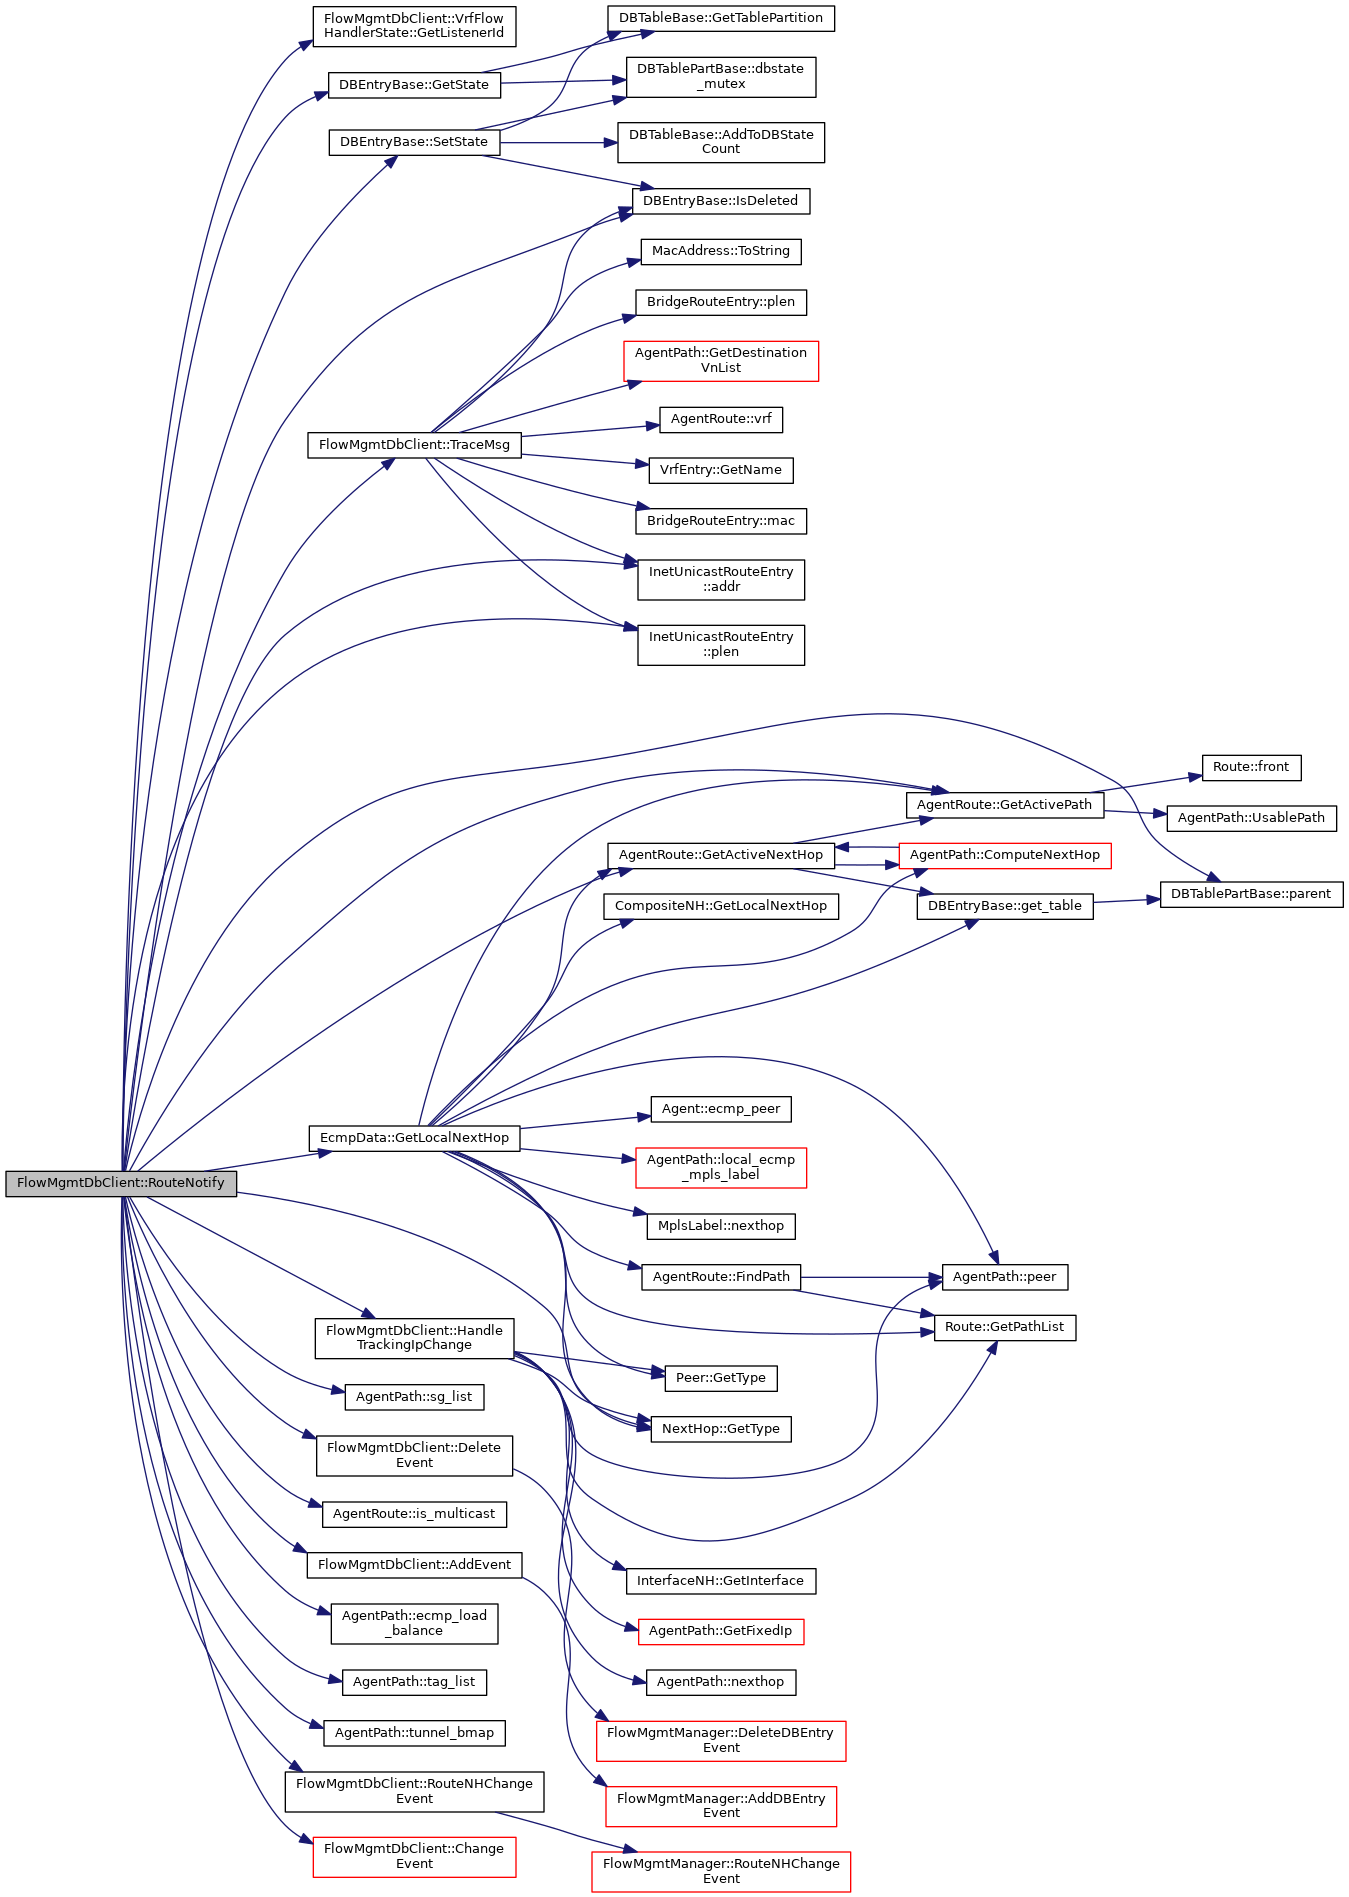 FlowMgmtDbClient::VrfFlow
HandlerState::GetListenerId
DBTableBase::GetTablePartition
DBEntryBase::GetState
DBTablePartBase::dbstate
_mutex
DBEntryBase::SetState
DBTableBase::AddToDBState
Count
DBEntryBase::IsDeleted
MacAddress::ToString
BridgeRouteEntry::plen
AgentPath::GetDestination
VnList
AgentRoute::vrf
FlowMgmtDbClient::TraceMsg
VrfEntry::GetName
BridgeRouteEntry::mac
InetUnicastRouteEntry
::addr
InetUnicastRouteEntry
::plen
Route::front
AgentRoute::GetActivePath
AgentPath::UsablePath
AgentRoute::GetActiveNextHop
AgentPath::ComputeNextHop
DBTablePartBase::parent
CompositeNH::GetLocalNextHop
DBEntryBase::get_table
Agent::ecmp_peer
EcmpData::GetLocalNextHop
AgentPath::local_ecmp
_mpls_label
FlowMgmtDbClient::RouteNotify
MplsLabel::nexthop
AgentRoute::FindPath
AgentPath::peer
Route::GetPathList
FlowMgmtDbClient::Handle
TrackingIpChange
Peer::GetType
AgentPath::sg_list
NextHop::GetType
FlowMgmtDbClient::Delete
Event
AgentRoute::is_multicast
FlowMgmtDbClient::AddEvent
InterfaceNH::GetInterface
AgentPath::ecmp_load
_balance
AgentPath::GetFixedIp
AgentPath::tag_list
AgentPath::nexthop
AgentPath::tunnel_bmap
FlowMgmtManager::DeleteDBEntry
Event
FlowMgmtDbClient::RouteNHChange
Event
FlowMgmtManager::AddDBEntry
Event
FlowMgmtDbClient::Change
Event
FlowMgmtManager::RouteNHChange
Event